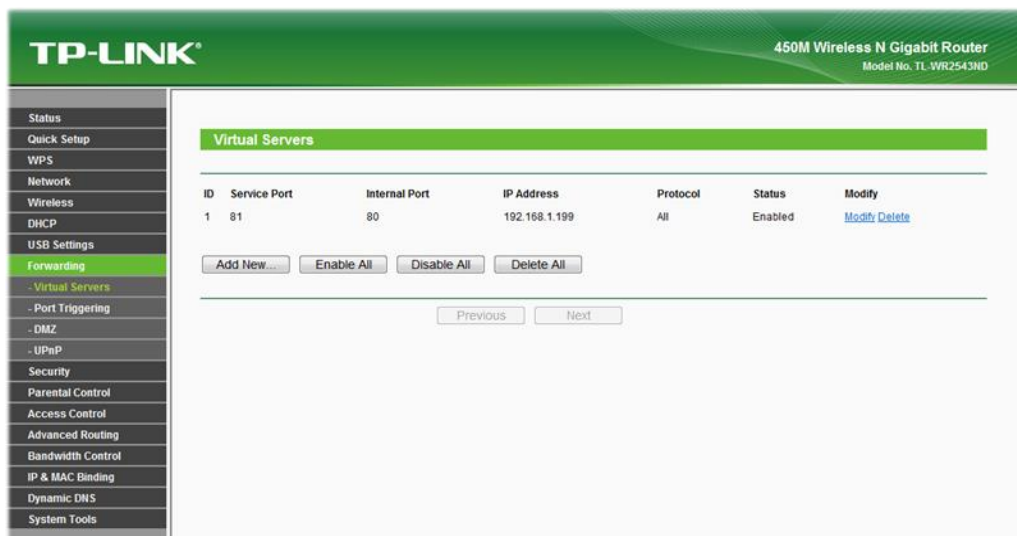 TP-LINK®
450M Wireless N Gigabit Router
Model No. TL-WR2543ND
Status
Quick Setup
WPS
Network
Wireless
DHCP
USB Settings
Forwarding
- Virtual Servers
- Port Triggering
- DMZ
- UPnP
Security
Parental Control
Access Control
Advanced Routing
Bandwidth Control
IP & MAC Binding
Dynamic DNS
System Tools
Virtual Servers
ID Service Port Internal Port IP Address Protocol Status Modify
1 81 80 192.168.1.199 All Enabled Modify Delete
Add New... Enable All Disable All Delete All
Previous Next